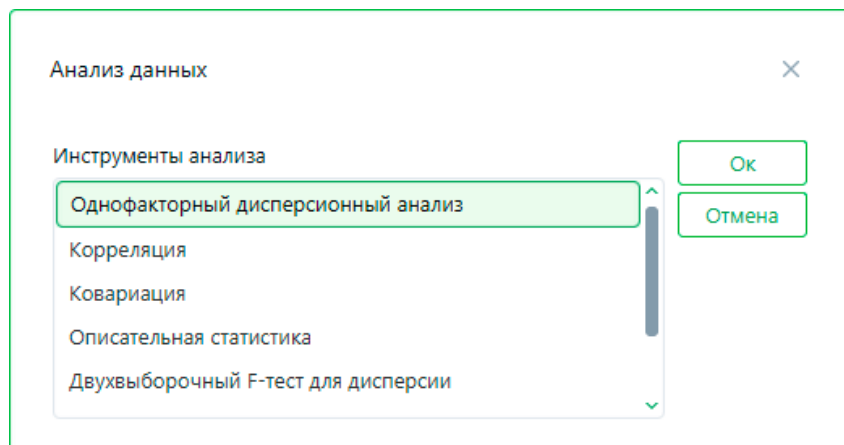 Анализ данных
Инструменты анализа
Ок
Однофакторный дисперсионный анализ
Отмена
Корреляция
Ковариация
Описательная статистика
Двухвыборочный F-тест для дисперсии